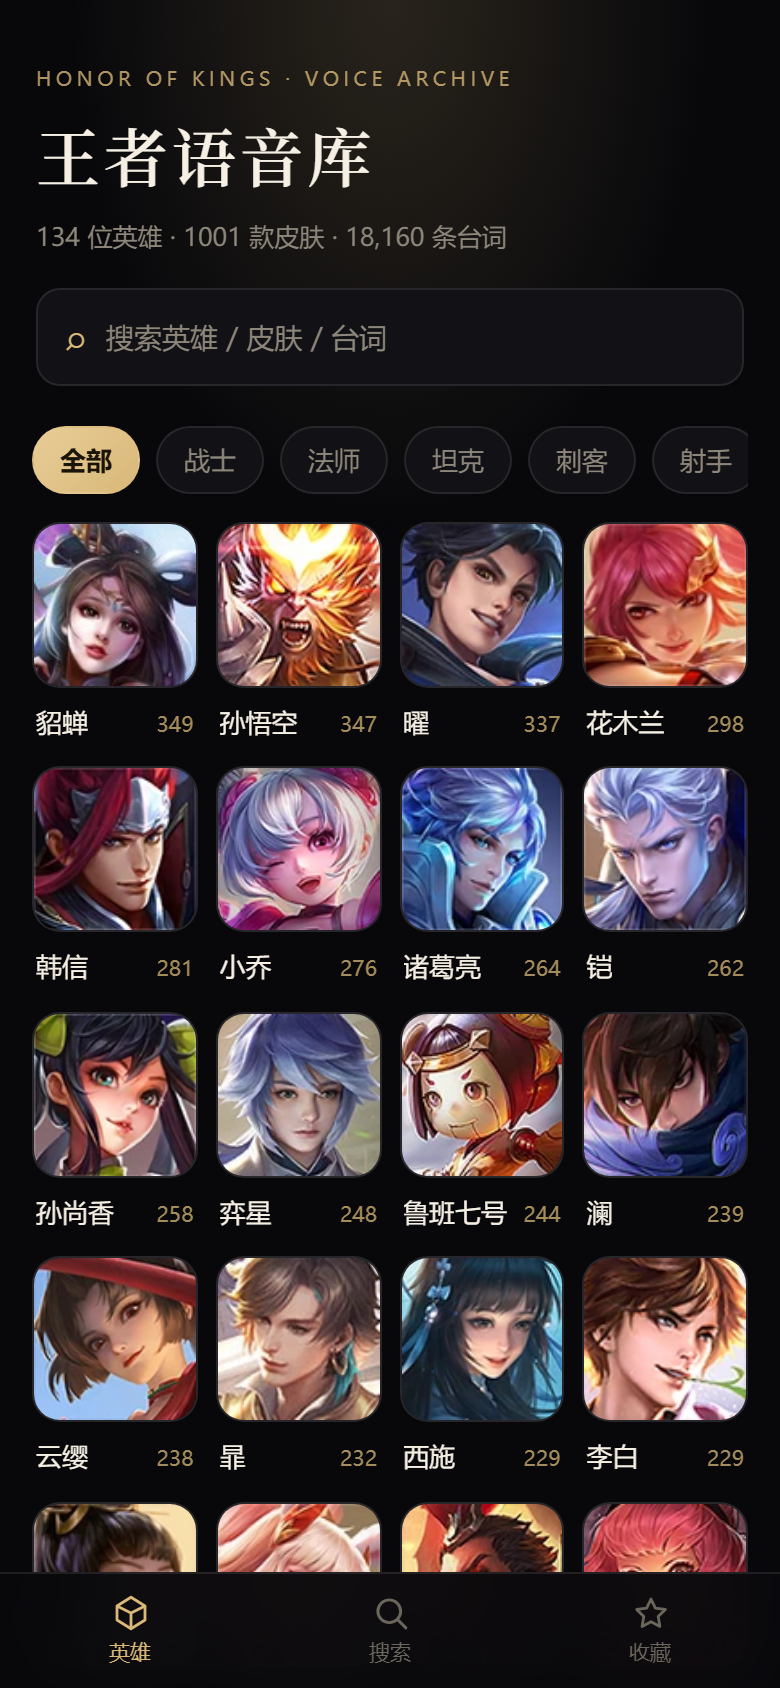 HONOR OF KINGS · VOICE ARCHIVE
王者语音库
134 位英雄 · 1001 款皮肤 · 18,160 条台词
搜索英雄 / 皮肤 / 台词
全部 战士 法师 坦克 刺客 射手
貂蝉 349 孙悟空 347 曜 337 花木兰 298
韩信 281 小乔 276 诸葛亮 264 铠 262
孙尚香 258 弈星 248 鲁班七号 244 澜 239
云缨 238 暃 232 西施 229 李白 229
英雄 搜索 收藏